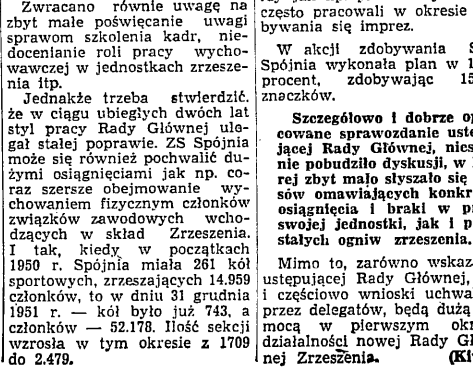 Zwracano równie uwagę na
zbyt małe poświęcanie uwagi
sprawom szkolenia kadr, nie-
docenianie roli pracy wycho-
wawczej w jednostkach zrzesze-
nia itp.
Jednakże trzeba stwierdzić.
że w ciągu ubiegłych dwóch lat
styl pracy Rady Głównej ule-
gał stałej poprawie. ZS Spójnia
może się również pochwalić du-
żymi osiągnięciami jak np. co-
raz szersze obejmowanie wy-
chowaniem fizycznym członków
związków zawodowych wcho-
dzących w skład Zrzeszenia.
I tak, kiedy w początkach
1950 r. Spójnia miała 261 kół
sportowych, zrzeszających 14.959
członków, to w dniu 31 grudnia
1951 r. — kół było już 743, a
członków — 52.178. Ilość sekcji
wzrosła w tym okresie z 1709
do 2.479.
często pracowali w okresie
bywania się imprez.
W akcji zdobywania S
Spójnia wykonała plan w 1
procent, zdobywając 15
znaczków.
Szczegółowo i dobrze op
cowane sprawozdanie uste
jącej Rady Głównej, nies
nie pobudziło dyskusji, w
rej zbyt mało słyszało się
sów omawiających konkr
osiągnięcia i braki w p
swojej jednostki, jak i p
stałych ogniw zrzeszenia.
Mimo to, zarówno wskaz
ustępującej Rady Głównej,
i częściowo wnioski uchwa
przez delegatów, będą dużą
mocą w pierwszym okr
działalności nowej Rady Gł
nej Zrzeszenia. (Ki